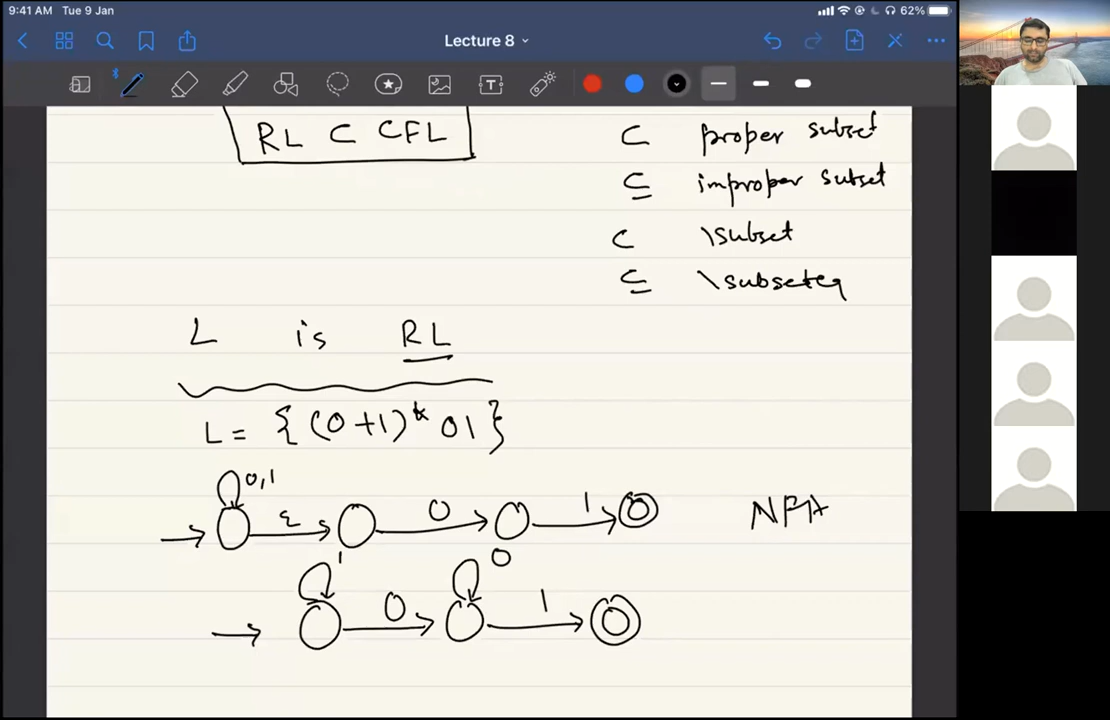 9:41 AM Tue 9 Jan
62%
Lecture 8
T
RL ⊂ CFL
⊂ proper subset
⊆ improper subset
⊂ \subset
⊆ \subseteq
L is RL
L = {(0+1)* 01}
0,1
ε 0 1 NFA
1 0
0 1